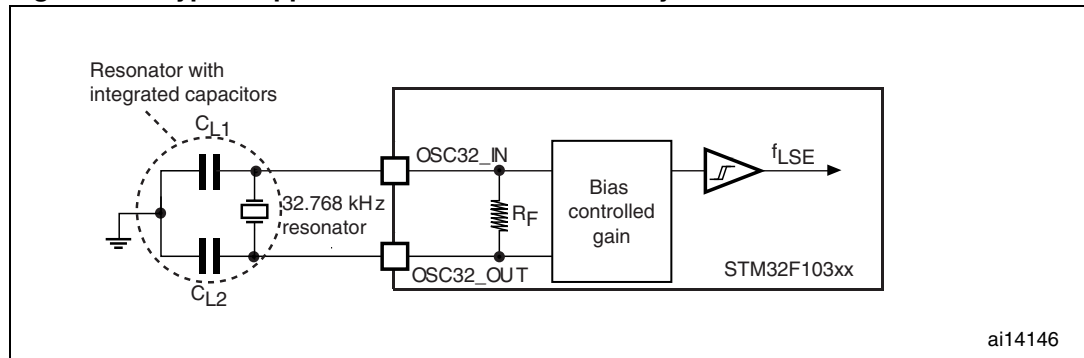 Resonator with
integrated capacitors
CL1
OSC32_IN
fLSE
32.768 kHz
resonator
RF
Bias
controlled
gain
OSC32_OUT
STM32F103xx
CL2
ai14146